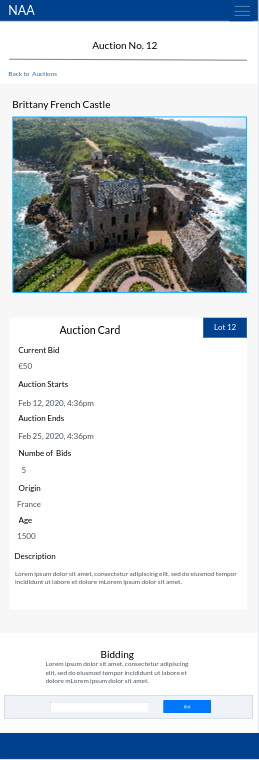 NAA
Auction No. 12
Back to Auctions
Brittany French Castle
Auction Card
Lot 12
Current Bid
€50
Auction Starts
Feb 12, 2020, 4:36pm
Auction Ends
Feb 25, 2020, 4:36pm
Numbe of Bids
5
Origin
France
Age
1500
Description
Lorem ipsum dolor sit amet, consectetur adipiscing elit, sed do eiusmod tempor
incididunt ut labore et dolore mLorem ipsum dolor sit amet.
Bidding
Lorem ipsum dolor sit amet, consectetur adipiscing
elit, sed do eiusmod tempor incididunt ut labore et
dolore mLorem ipsum dolor sit amet.
Bid